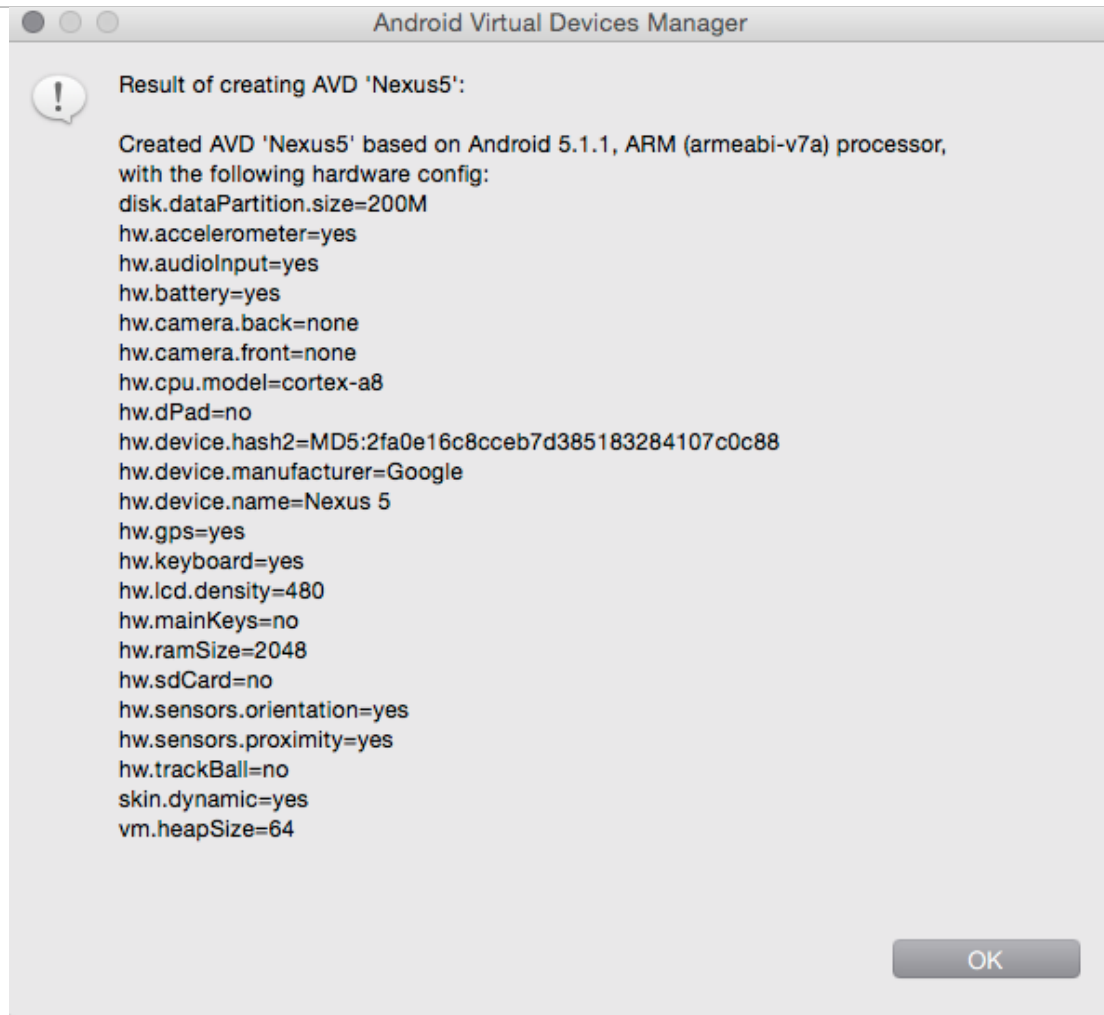 Android Virtual Devices Manager
Result of creating AVD 'Nexus5':
Created AVD 'Nexus5' based on Android 5.1.1, ARM (armeabi-v7a) processor,
with the following hardware config:
disk.dataPartition.size=200M
hw.accelerometer=yes
hw.audioInput=yes
hw.battery=yes
hw.camera.back=none
hw.camera.front=none
hw.cpu.model=cortex-a8
hw.dPad=no
hw.device.hash2=MD5:2fa0e16c8cceb7d385183284107c0c88
hw.device.manufacturer=Google
hw.device.name=Nexus 5
hw.gps=yes
hw.keyboard=yes
hw.lcd.density=480
hw.mainKeys=no
hw.ramSize=2048
hw.sdCard=no
hw.sensors.orientation=yes
hw.sensors.proximity=yes
hw.trackBall=no
skin.dynamic=yes
vm.heapSize=64
OK